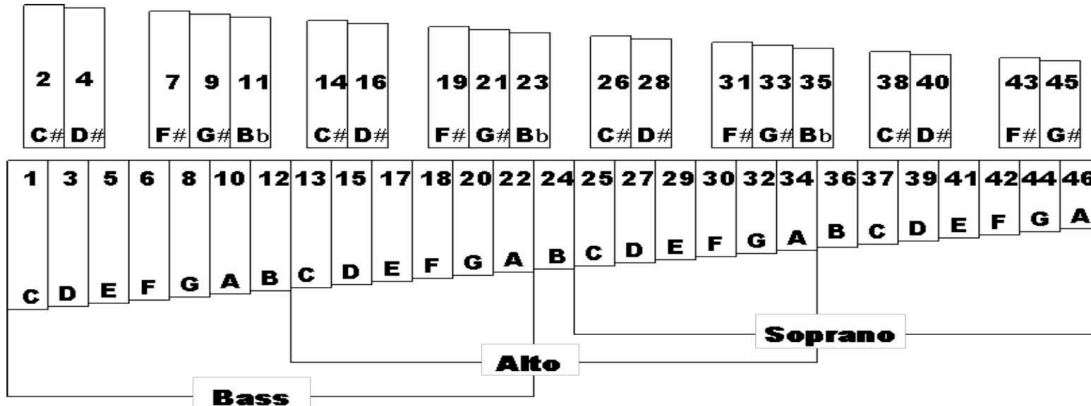 2 4 7 9 11 14 16 19 21 23 26 28 31 33 35 38 40 43 45
C# D# F# G# Bb C# D# F# G# Bb C# D# F# G# Bb C# D# F# G#
1 3 5 6 8 10 12 13 15 17 18 20 22 24 25 27 29 30 32 34 36 37 39 41 42 44 46
C D E F G A B C D E F G A B C D E F G A B C D E F G A
Soprano
Alto
Bass